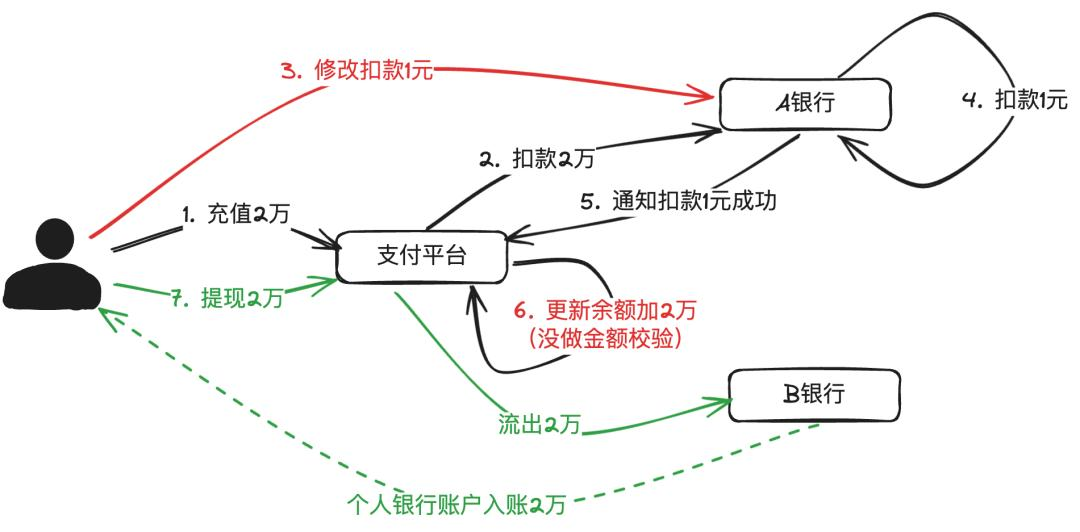 3. 修改扣款1元
A银行
4. 扣款1元
2. 扣款2万
5. 通知扣款1元成功
1. 充值2万
支付平台
7. 提现2万
6. 更新余额加2万
（没做金额校验）
B银行
流出2万
个人银行账户入账2万